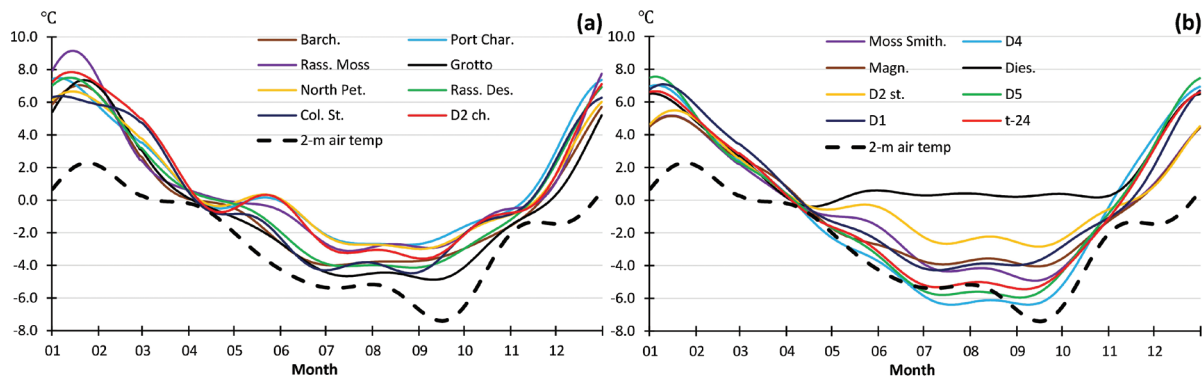 °C
(a)
10.0
8.0
6.0
4.0
2.0
0.0
-2.0
-4.0
-6.0
-8.0
Barch.
Port Char.
Rass. Moss
Grotto
North Pet.
Rass. Des.
Col. St.
D2 ch.
2-m air temp
01 02 03 04 05 06 07 08 09 10 11 12
Month
°C
(b)
10.0
8.0
6.0
4.0
2.0
0.0
-2.0
-4.0
-6.0
-8.0
Moss Smith.
D4
Magn.
Dies.
D2 st.
D5
D1
t-24
2-m air temp
01 02 03 04 05 06 07 08 09 10 11 12
Month